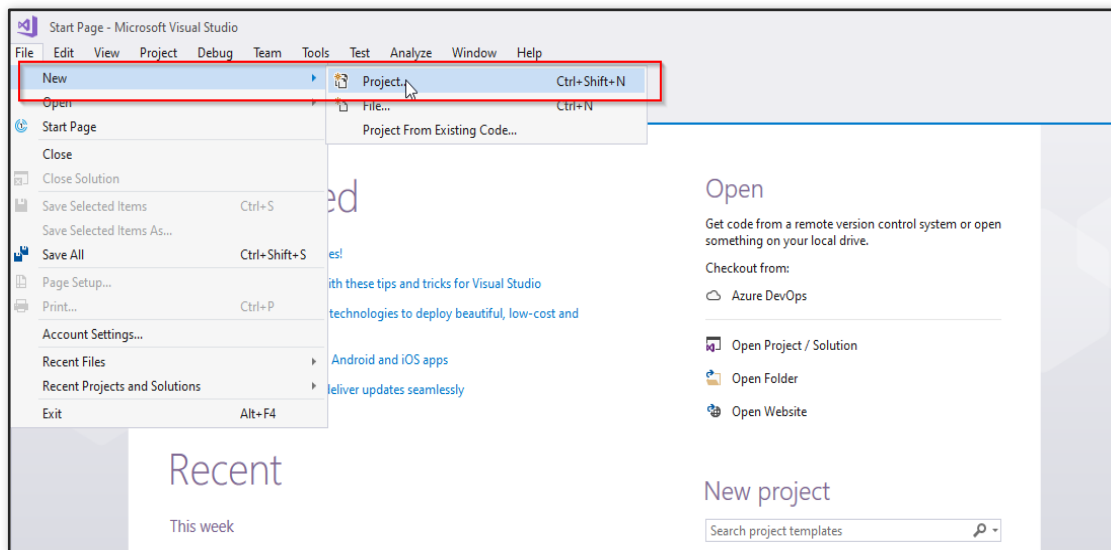 Start Page - Microsoft Visual Studio
File Edit View Project Debug Team Tools Test Analyze Window Help
New
Project... Ctrl+Shift+N
Open
File... Ctrl+N
Start Page
Project From Existing Code...
Close
Close Solution
Save Selected Items Ctrl+S
Save Selected Items As...
Save All Ctrl+Shift+S
Page Setup...
Print... Ctrl+P
Account Settings...
Recent Files
Recent Projects and Solutions
Exit Alt+F4
ed
es!
ith these tips and tricks for Visual Studio
technologies to deploy beautiful, low-cost and
Android and iOS apps
deliver updates seamlessly
Recent
This week
Open
Get code from a remote version control system or open
something on your local drive.
Checkout from:
Azure DevOps
Open Project / Solution
Open Folder
Open Website
New project
Search project templates